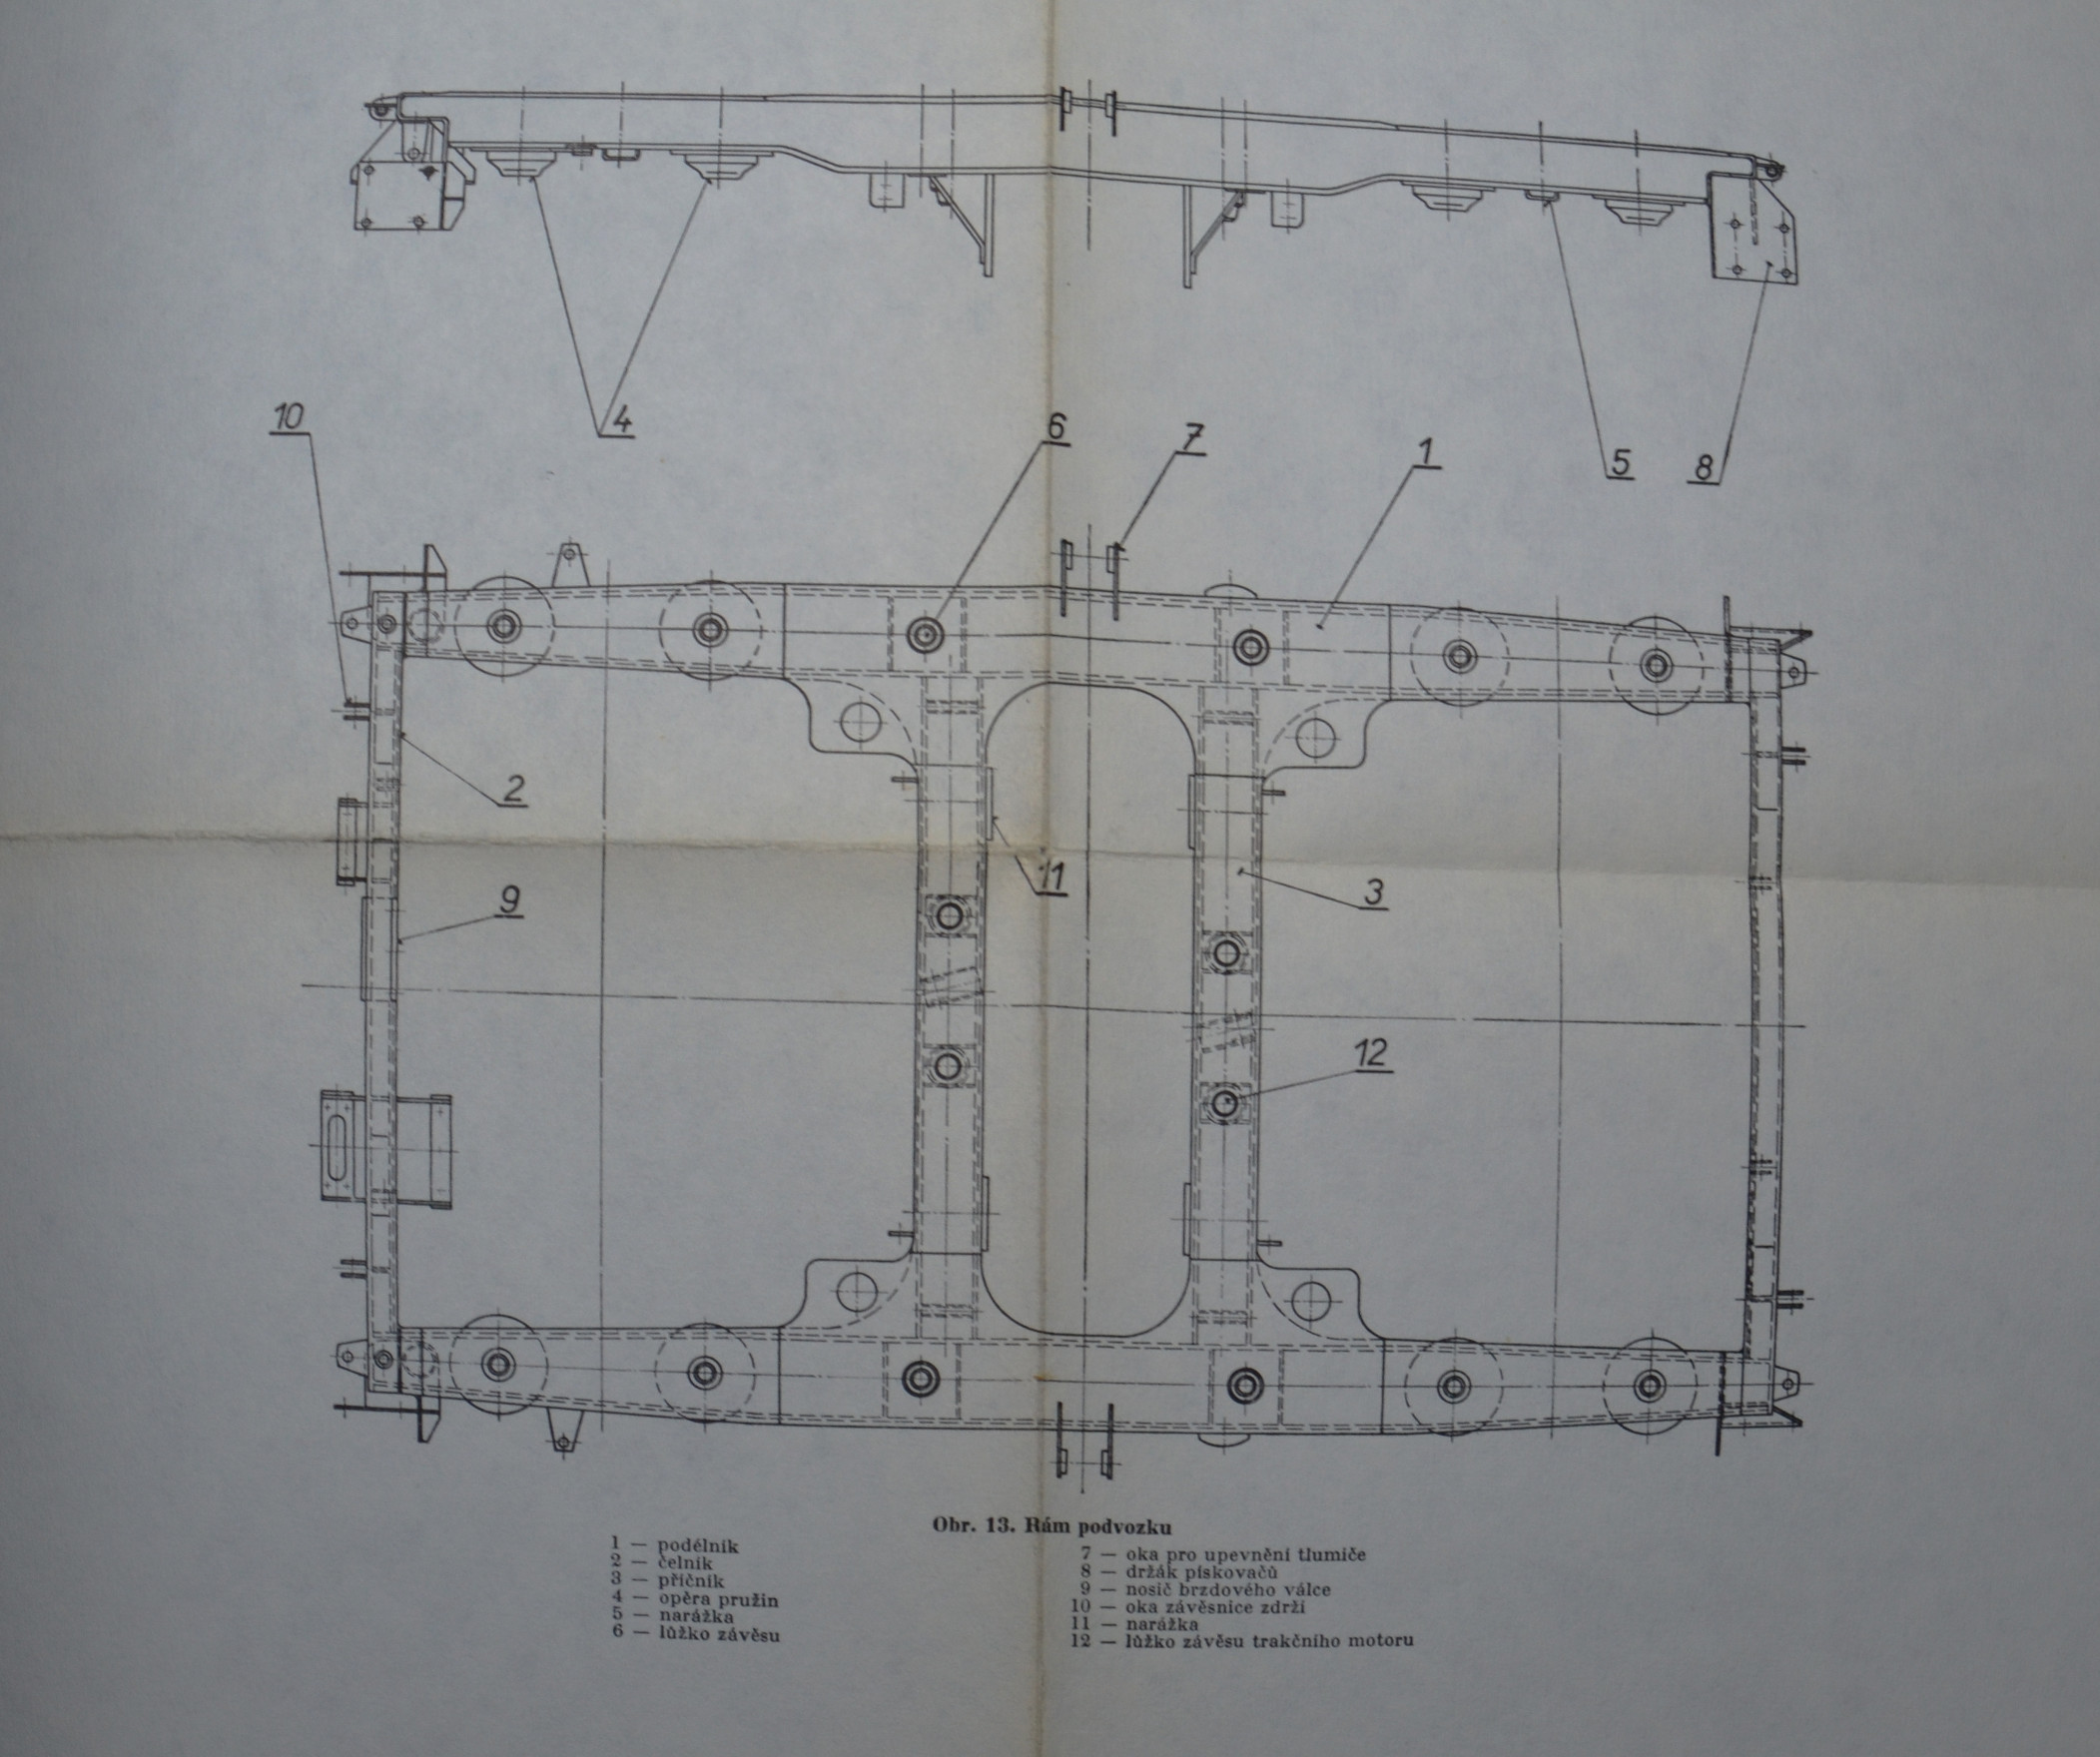 10
4
6
7
1
5
8
2
9
11
3
12
Obr. 13. Rám podvozku
1 — podélník
2 — čelník
3 — příčník
4 — opěra pružin
5 — narážka
6 — lůžko závěsu
7 — oka pro upevnění tlumiče
8 — držák pískovačů
9 — nosič brzdového válce
10 — oka závěsnice zdrží
11 — narážka
12 — lůžko závěsu trakčního motoru